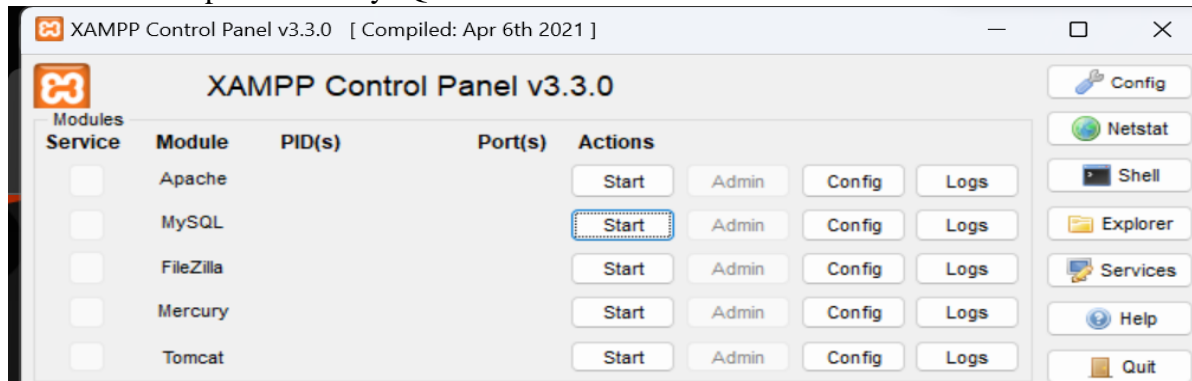 XAMPP Control Panel v3.3.0 [ Compiled: Apr 6th 2021 ]
XAMPP Control Panel v3.3.0
Modules
Service Module PID(s) Port(s) Actions
Apache Start Admin Config Logs
MySQL Start Admin Config Logs
FileZilla Start Admin Config Logs
Mercury Start Admin Config Logs
Tomcat Start Admin Config Logs
Config
Netstat
Shell
Explorer
Services
Help
Quit